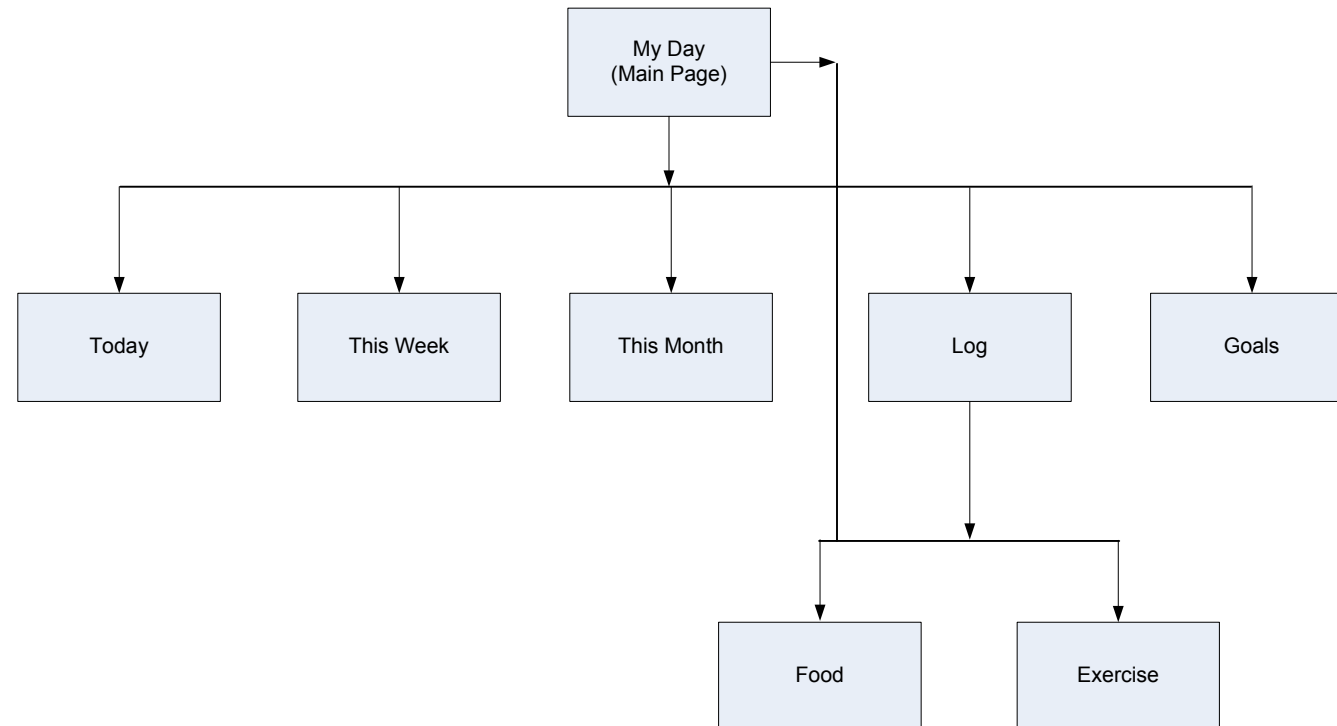 My Day
(Main Page)
Today
This Week
This Month
Log
Goals
Food
Exercise